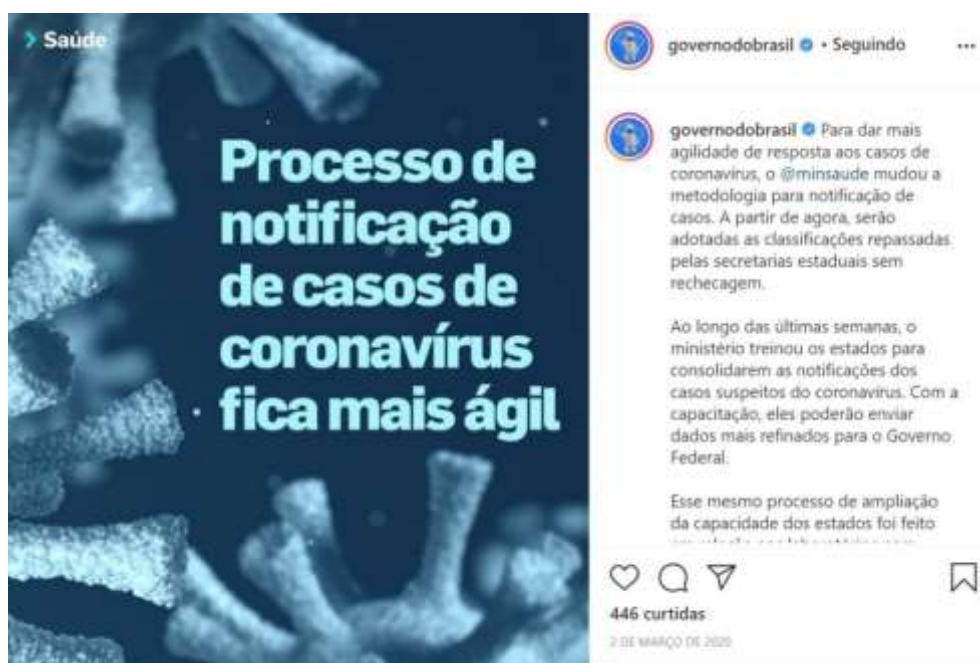 Saúde
Processo de
notificação
de casos de
coronavírus
fica mais ágil
governodobrasil • Seguindo
governodobrasil Para dar mais
agilidade de resposta aos casos de
coronavírus, o @minsaude mudou a
metodologia para notificação de
casos. A partir de agora, serão
adotadas as classificações repassadas
pelas secretarias estaduais sem
rechecagem.
Ao longo das últimas semanas, o
ministério treinou os estados para
consolidarem as notificações dos
casos suspeitos do coronavírus. Com a
capacitação, eles poderão enviar
dados mais refinados para o Governo
Federal.
Esse mesmo processo de ampliação
da capacidade dos estados foi feito
446 curtidas
2 DE MARÇO DE 2020